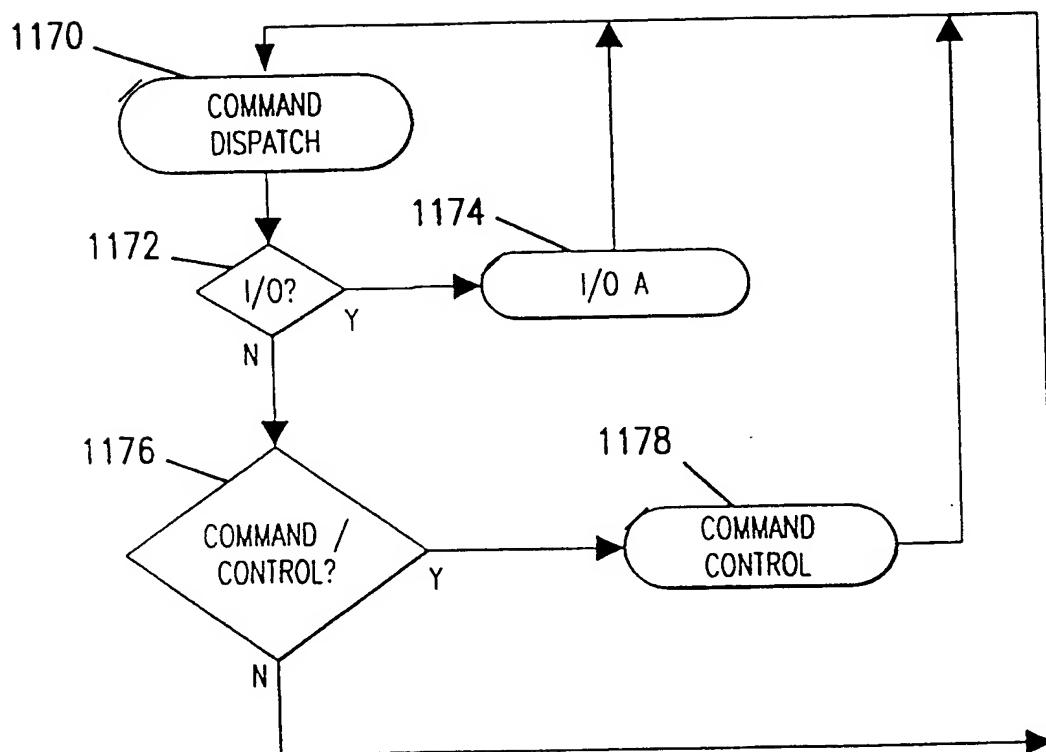 1170
COMMAND
DISPATCH
1174
1172
I/O?
Y
I/O A
N
1176
1178
COMMAND /
CONTROL?
Y
COMMAND
CONTROL
N